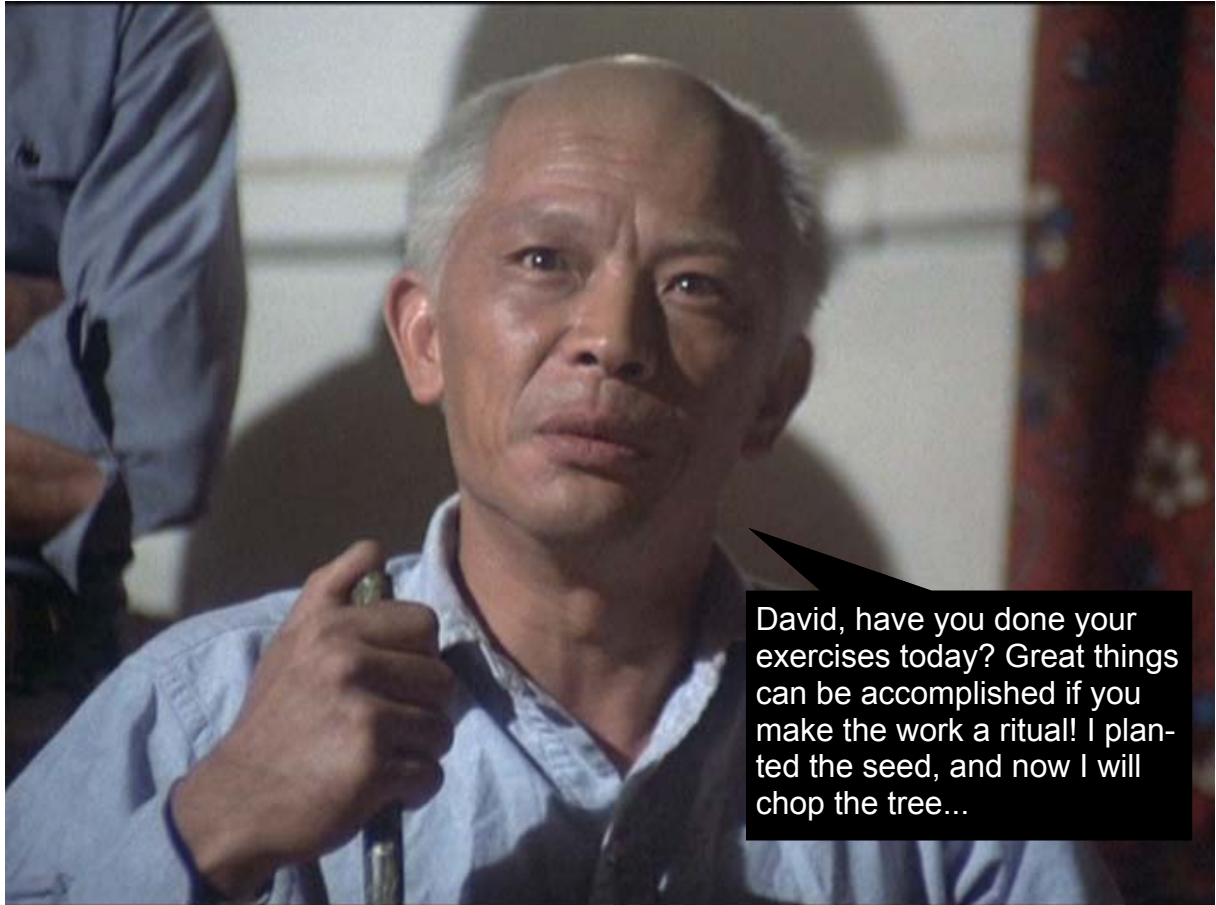 David, have you done your
exercises today? Great things
can be accomplished if you
make the work a ritual! I plan-
ted the seed, and now I will
chop the tree...